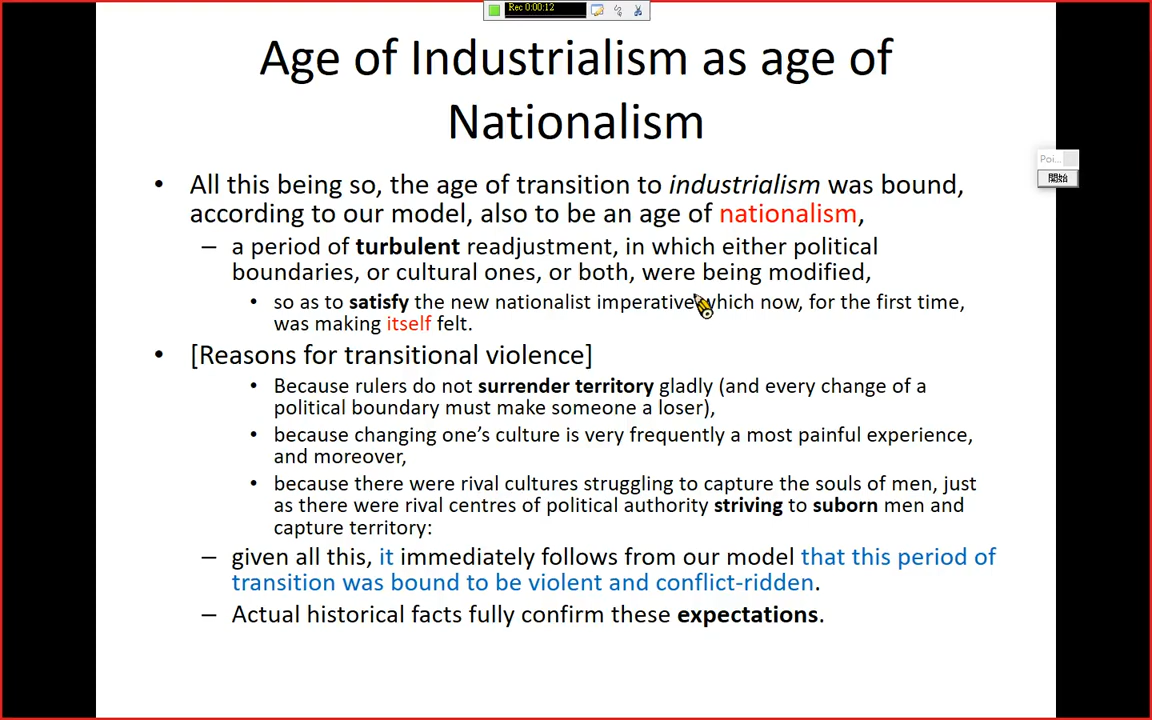 Rec 0:00:12
Age of Industrialism as age of
Nationalism
Poi...
開始
• All this being so, the age of transition to industrialism was bound,
according to our model, also to be an age of nationalism,
– a period of turbulent readjustment, in which either political
boundaries, or cultural ones, or both, were being modified,
• so as to satisfy the new nationalist imperative which now, for the first time,
was making itself felt.
• [Reasons for transitional violence]
• Because rulers do not surrender territory gladly (and every change of a
political boundary must make someone a loser),
• because changing one’s culture is very frequently a most painful experience,
and moreover,
• because there were rival cultures struggling to capture the souls of men, just
as there were rival centres of political authority striving to suborn men and
capture territory:
– given all this, it immediately follows from our model that this period of
transition was bound to be violent and conflict-ridden.
– Actual historical facts fully confirm these expectations.